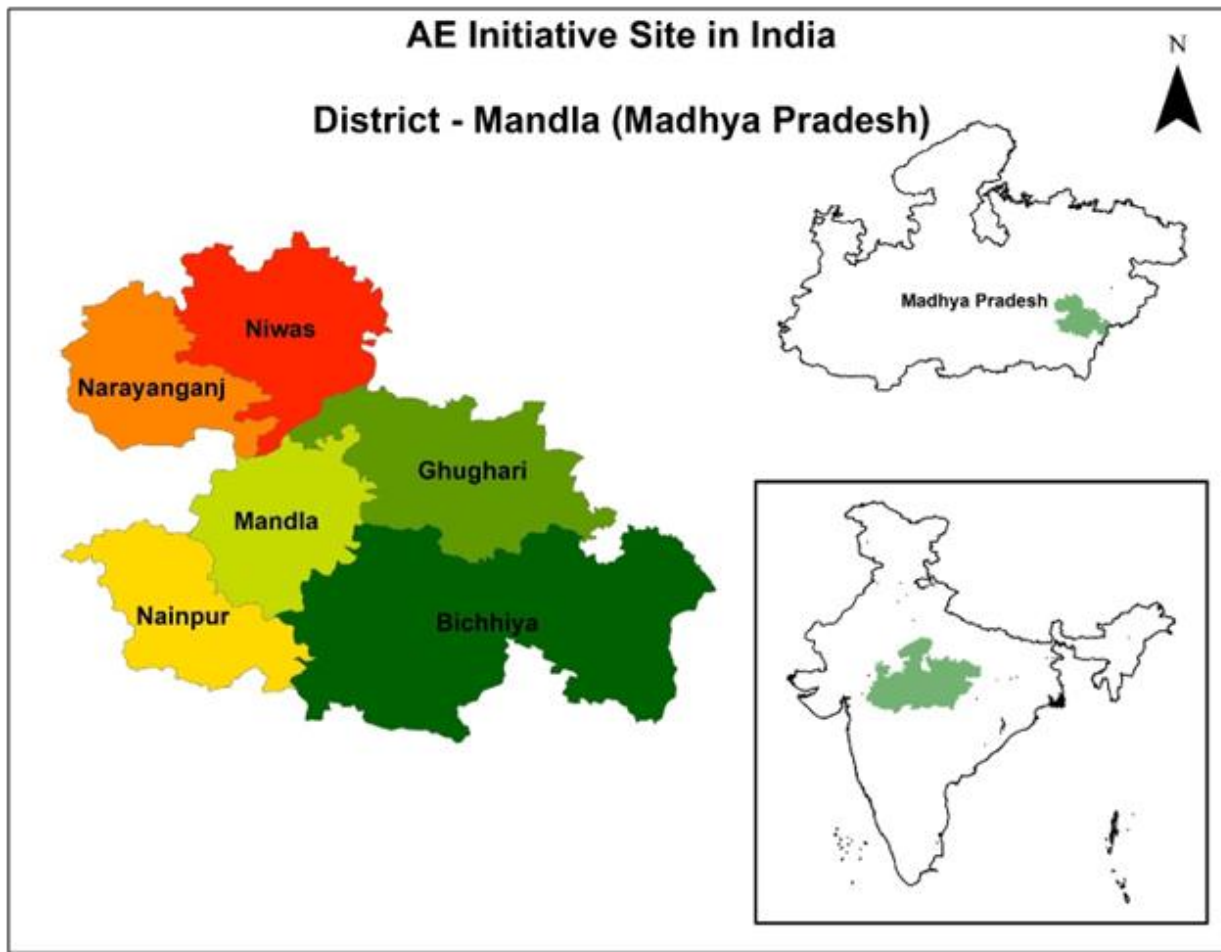 AE Initiative Site in India
N
District - Mandla (Madhya Pradesh)
Madhya Pradesh
Niwas
Narayanganj
Ghughari
Mandla
Nainpur
Bichhiya